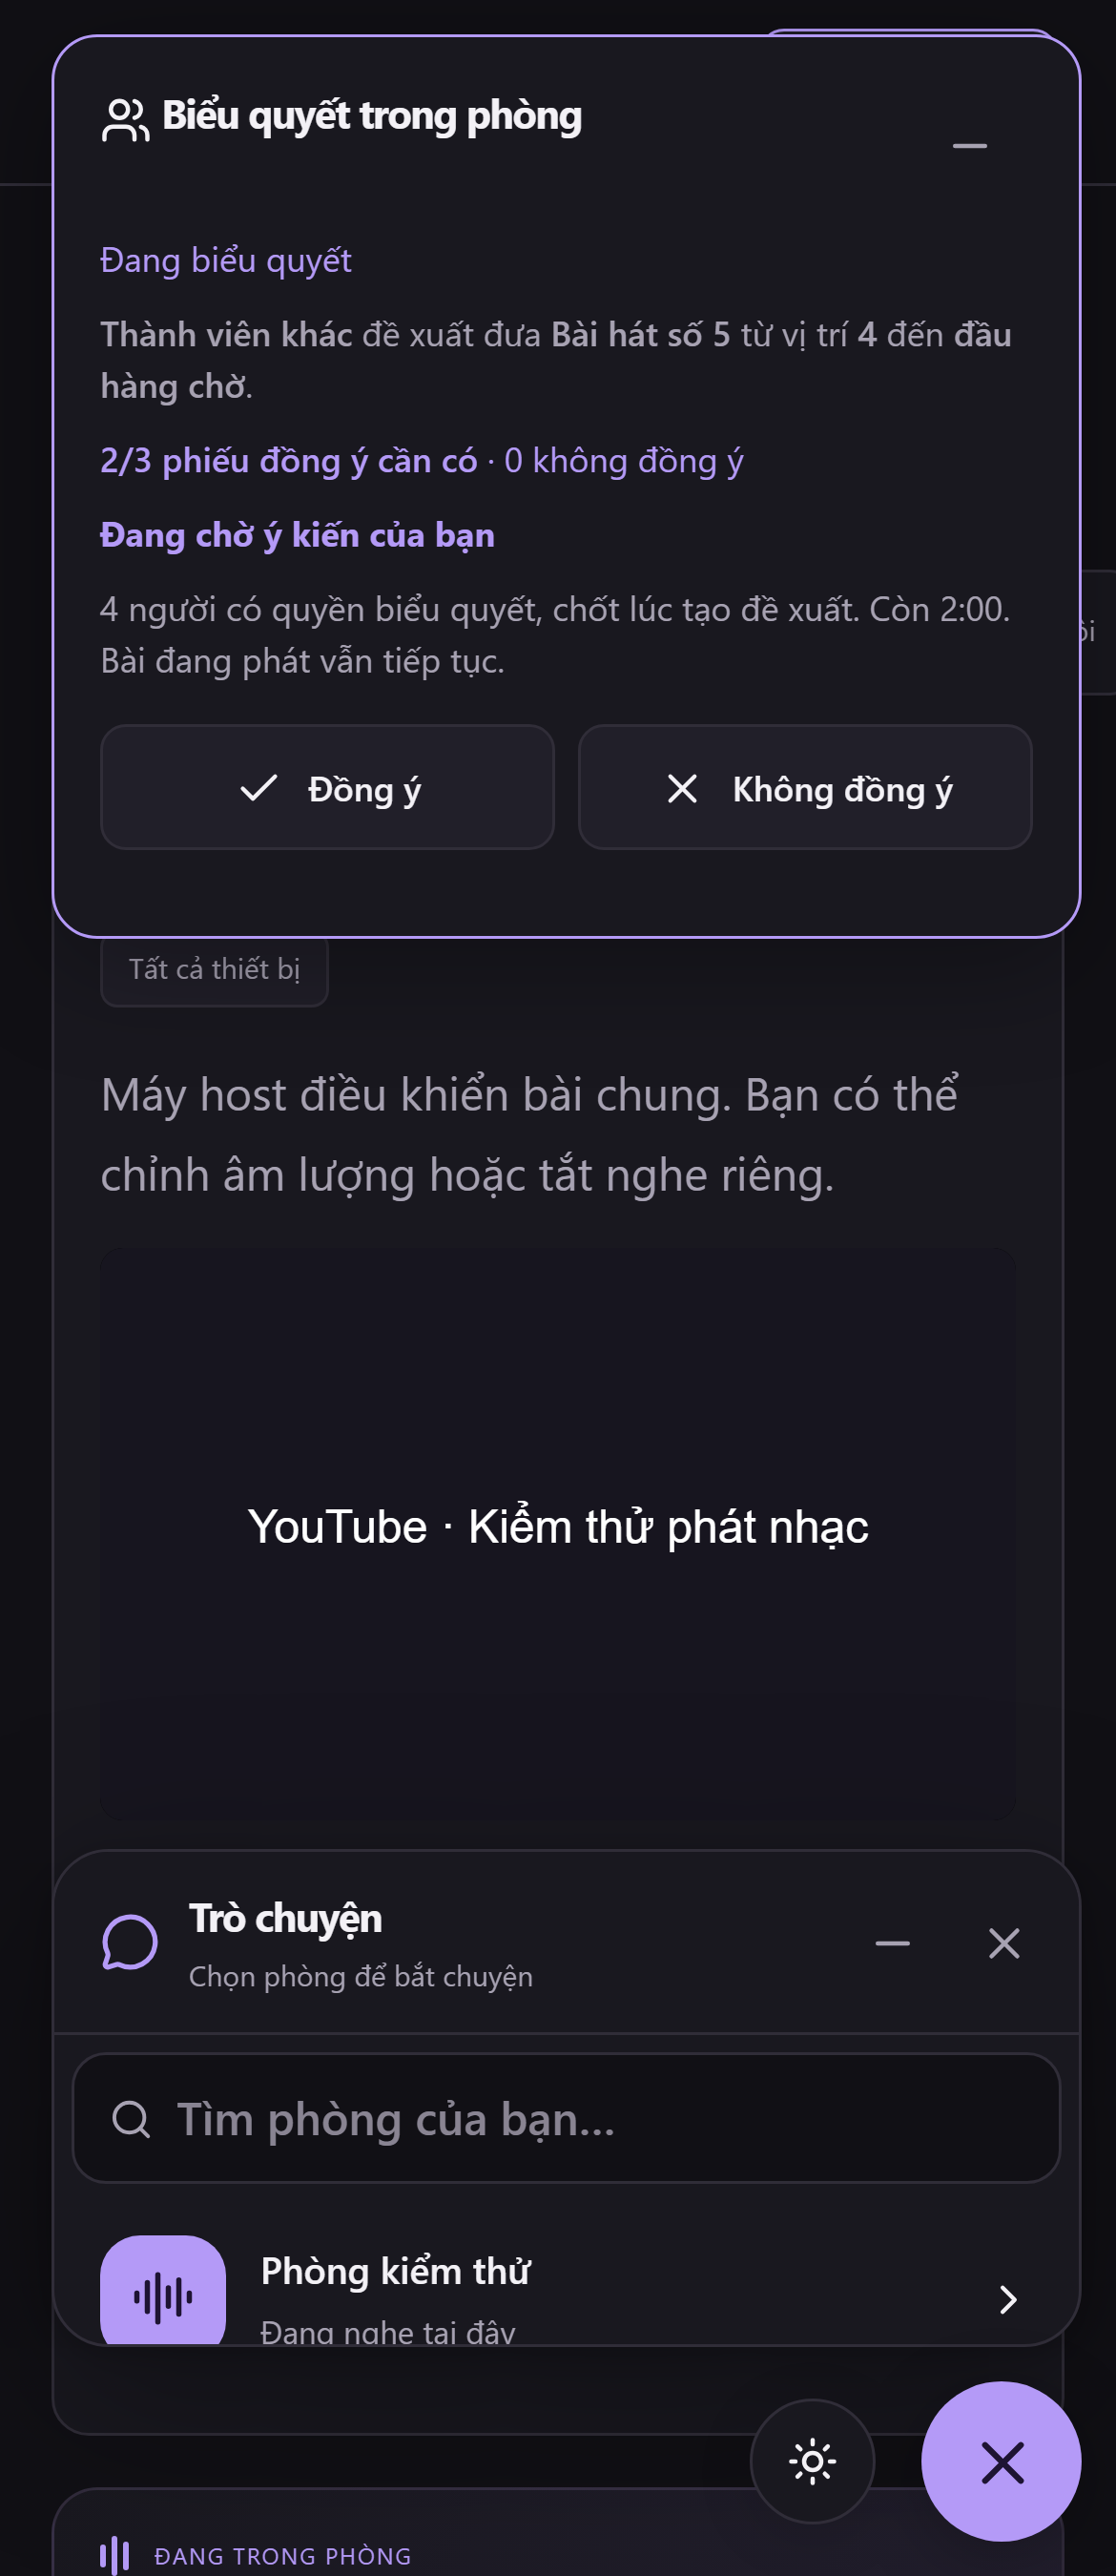 Biểu quyết trong phòng
Đang biểu quyết
Thành viên khác đề xuất đưa Bài hát số 5 từ vị trí 4 đến đầu
hàng chờ.
2/3 phiếu đồng ý cần có · 0 không đồng ý
Đang chờ ý kiến của bạn
4 người có quyền biểu quyết, chốt lúc tạo đề xuất. Còn 2:00.
Bài đang phát vẫn tiếp tục.
Đồng ý
Không đồng ý
Tất cả thiết bị
Máy host điều khiển bài chung. Bạn có thể
chỉnh âm lượng hoặc tắt nghe riêng.
YouTube · Kiểm thử phát nhạc
Trò chuyện
Chọn phòng để bắt chuyện
Tìm phòng của bạn...
Phòng kiểm thử
Đang nghe tại đây
ĐANG TRONG PHÒNG